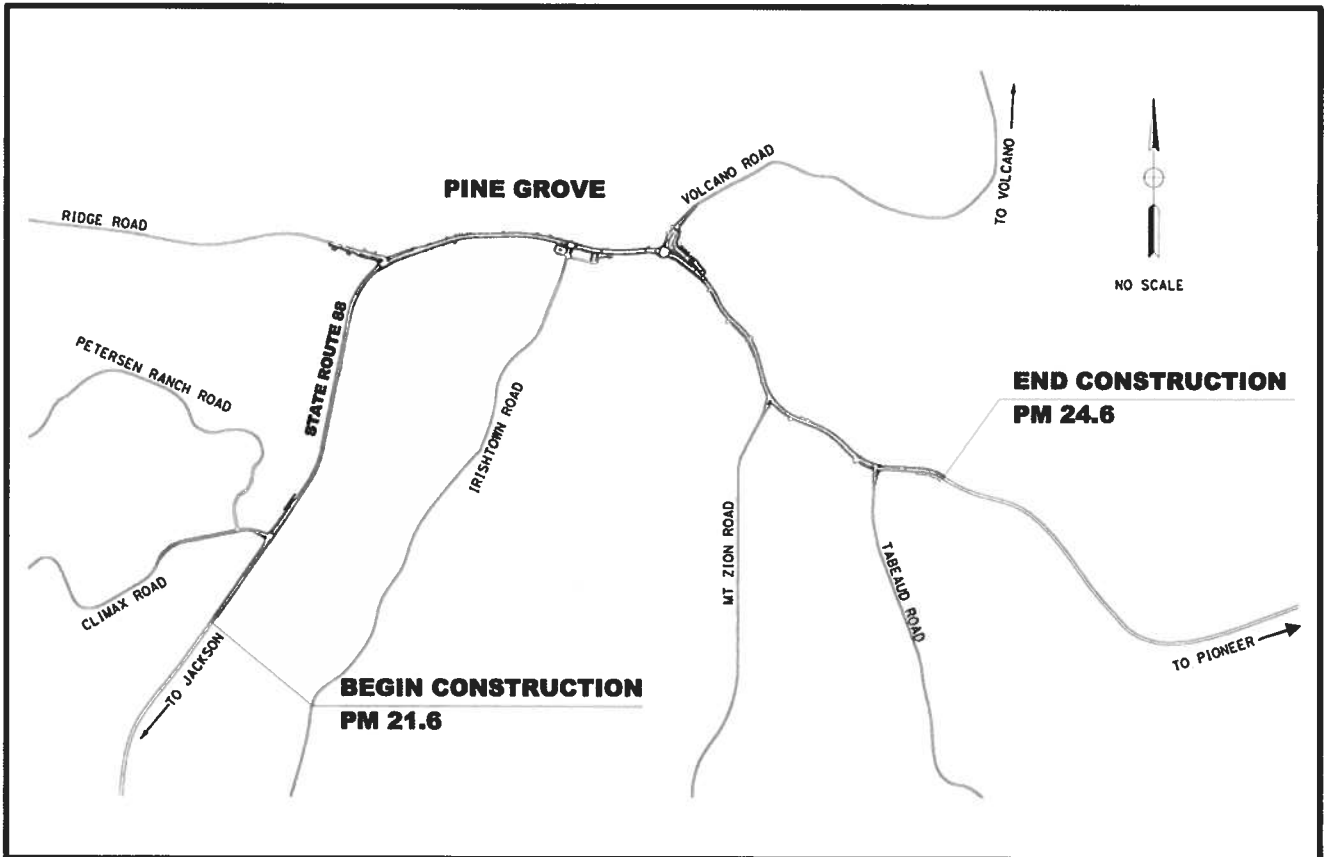 PINE GROVE
VOLCANO ROAD
TO VOLCANO
RIDGE ROAD
NO SCALE
STATE ROUTE 88
PETERSEN RANCH ROAD
IRISHTOWN ROAD
END CONSTRUCTION
PM 24.6
MT ZION ROAD
TABEAUD ROAD
CLIMAX ROAD
TO JACKSON
BEGIN CONSTRUCTION
PM 21.6
TO PIONEER